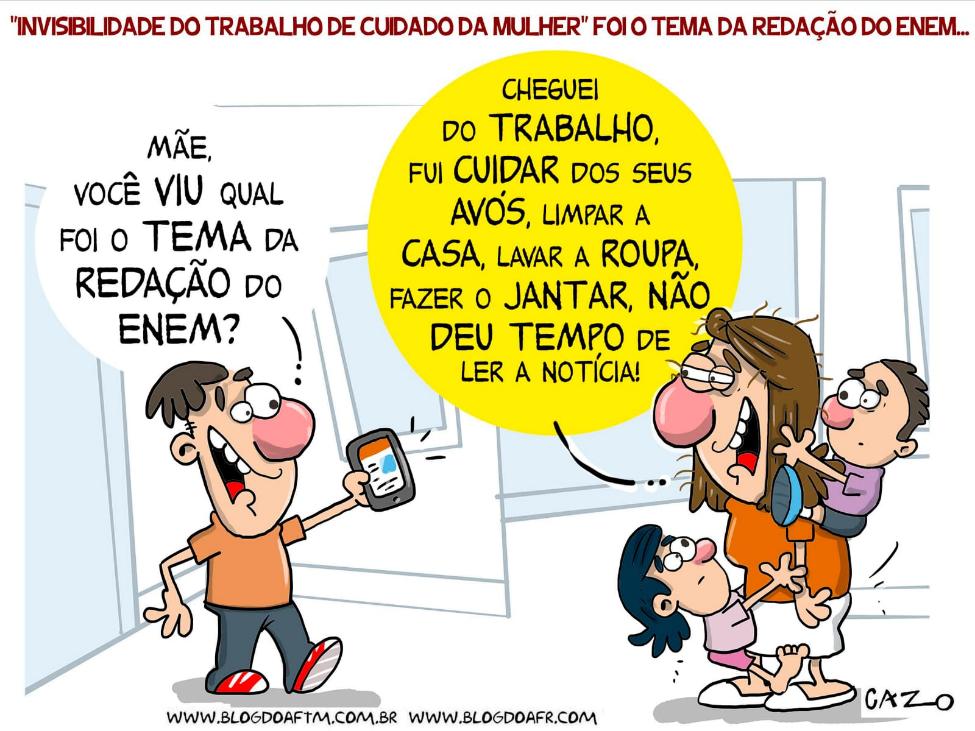 "INVISIBILIDADE DO TRABALHO DE CUIDADO DA MULHER" FOI O TEMA DA REDAÇÃO DO ENEM...
MÃE,
VOCÊ VIU QUAL
FOI O TEMA DA
REDAÇÃO DO
ENEM?
CHEGUEI
DO TRABALHO,
FUI CUIDAR DOS SEUS
AVÓS, LIMPAR A
CASA, LAVAR A ROUPA,
FAZER O JANTAR, NÃO
DEU TEMPO DE
LER A NOTÍCIA!
WWW.BLOGDOAFTM.COM.BR WWW.BLOGDOAFR.COM
CAZO